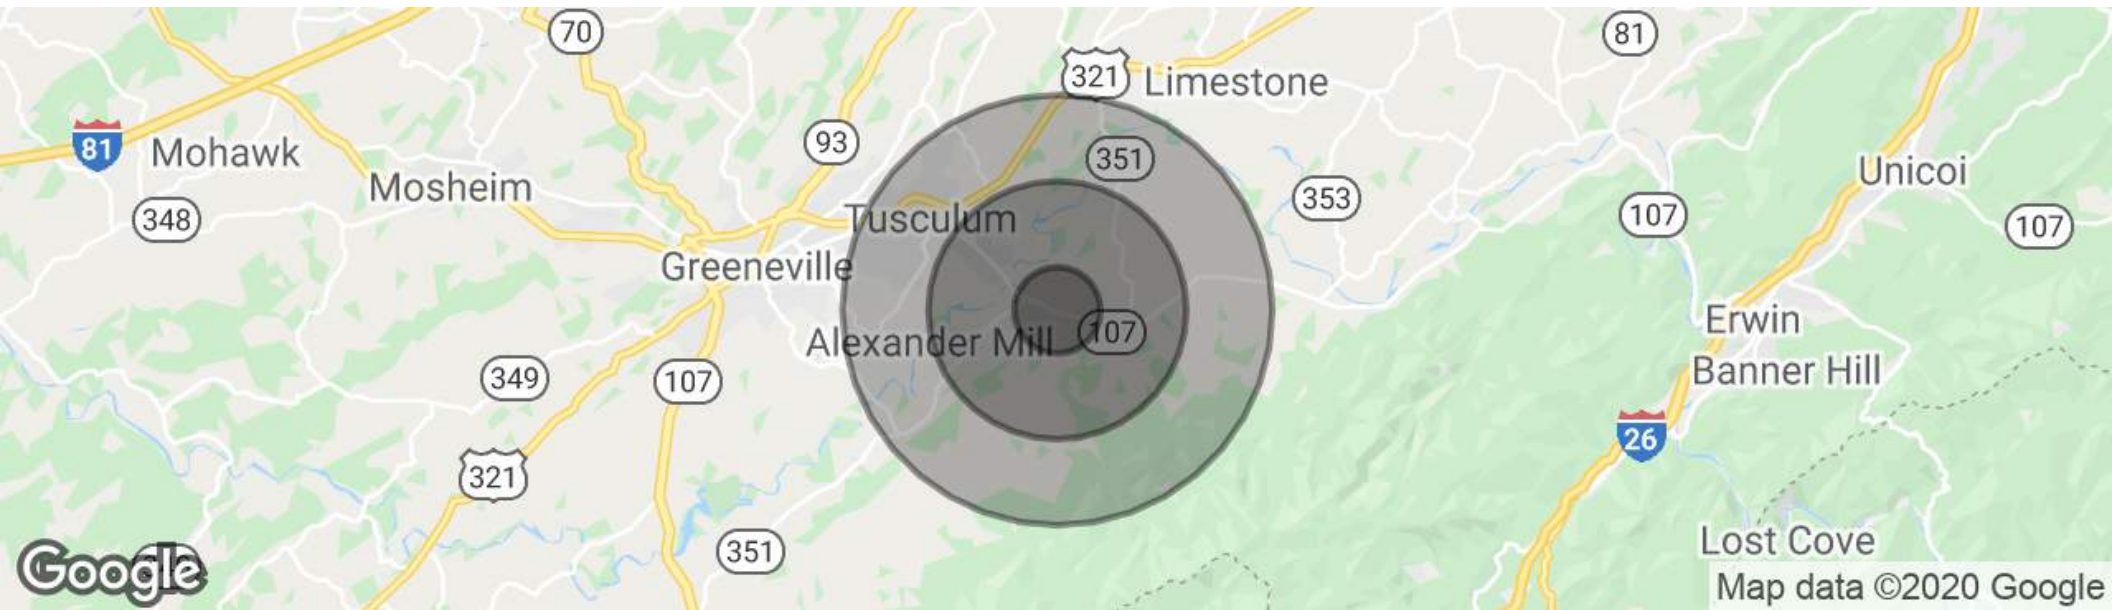 70
81
321
Limestone
93
81
Mohawk
351
Unicoi
Mosheim
353
348
107
107
Tusculum
Greeneville
Erwin
107
Alexander Mill
349
107
Banner Hill
26
321
351
Lost Cove
Google
Map data ©2020 Google